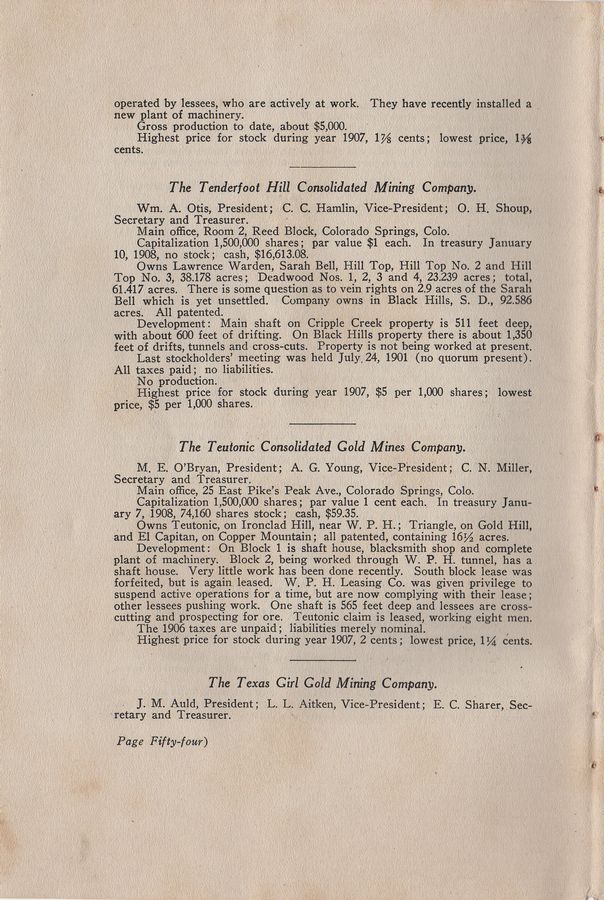 operated by lessees, who are actively at work. They have recently installed a
new plant of machinery.
Gross production to date, about $5,000.
Highest price for stock during year 1907, 1⅞ cents; lowest price, 1⅜
cents.
The Tenderfoot Hill Consolidated Mining Company.
Wm. A. Otis, President; C. C. Hamlin, Vice-President; O. H. Shoup,
Secretary and Treasurer.
Main office, Room 2, Reed Block, Colorado Springs, Colo.
Capitalization 1,500,000 shares; par value $1 each. In treasury January
10, 1908, no stock; cash, $16,613.08.
Owns Lawrence Warden, Sarah Bell, Hill Top, Hill Top No. 2 and Hill
Top No. 3, 38.178 acres; Deadwood Nos. 1, 2, 3 and 4, 23.239 acres; total,
61.417 acres. There is some question as to vein rights on 2.9 acres of the Sarah
Bell which is yet unsettled. Company owns in Black Hills, S. D., 92.586
acres. All patented.
Development: Main shaft on Cripple Creek property is 511 feet deep,
with about 600 feet of drifting. On Black Hills property there is about 1,350
feet of drifts, tunnels and cross-cuts. Property is not being worked at present.
Last stockholders' meeting was held July 24, 1901 (no quorum present).
All taxes paid; no liabilities.
No production.
Highest price for stock during year 1907, $5 per 1,000 shares; lowest
price, $5 per 1,000 shares.
The Teutonic Consolidated Gold Mines Company.
M. E. O'Bryan, President; A. G. Young, Vice-President; C. N. Miller,
Secretary and Treasurer.
Main office, 25 East Pike's Peak Ave., Colorado Springs, Colo.
Capitalization 1,500,000 shares; par value 1 cent each. In treasury Janu-
ary 7, 1908, 74,160 shares stock; cash, $59.35.
Owns Teutonic, on Ironclad Hill, near W. P. H.; Triangle, on Gold Hill,
and El Capitan, on Copper Mountain; all patented, containing 16½ acres.
Development: On Block 1 is shaft house, blacksmith shop and complete
plant of machinery. Block 2, being worked through W. P. H. tunnel, has a
shaft house. Very little work has been done recently. South block lease was
forfeited, but is again leased. W. P. H. Leasing Co. was given privilege to
suspend active operations for a time, but are now complying with their lease;
other lessees pushing work. One shaft is 565 feet deep and lessees are cross-
cutting and prospecting for ore. Teutonic claim is leased, working eight men.
The 1906 taxes are unpaid; liabilities merely nominal.
Highest price for stock during year 1907, 2 cents; lowest price, 1¼ cents.
The Texas Girl Gold Mining Company.
J. M. Auld, President; L. L. Aitken, Vice-President; E. C. Sharer, Sec-
retary and Treasurer.
Page Fifty-four)